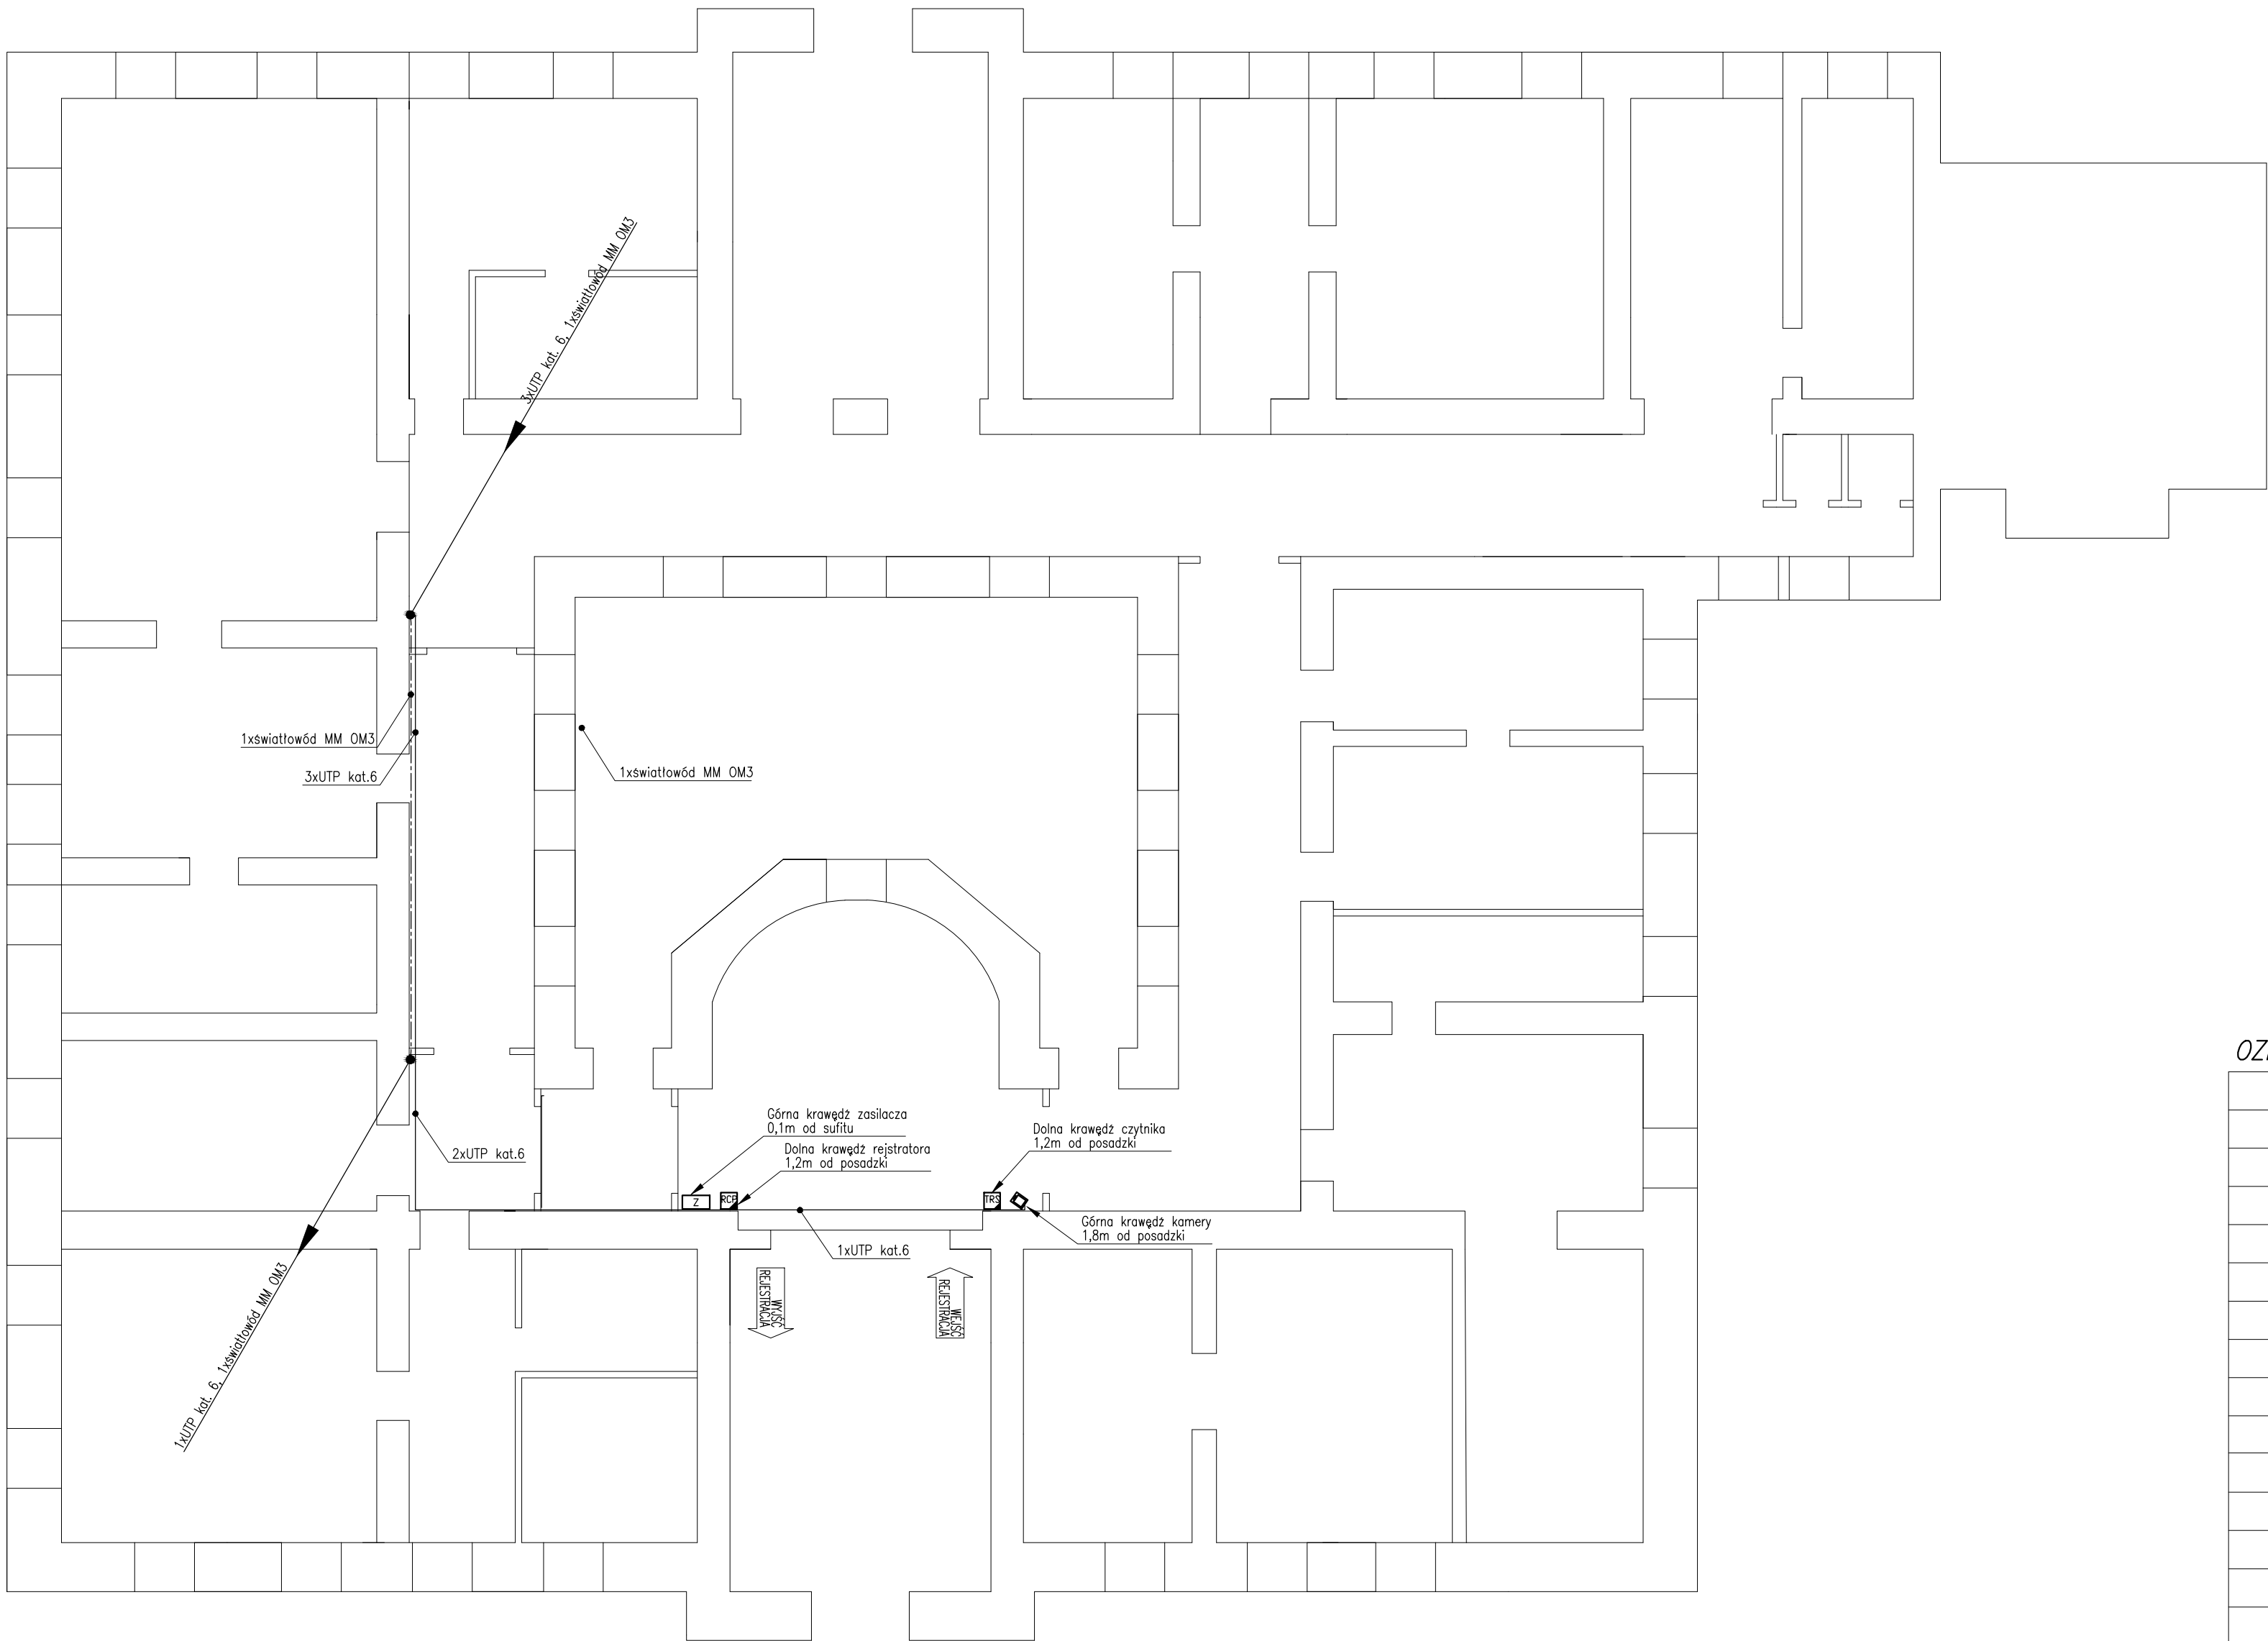 3xUTP kat. 6, 1xświatłowód MM OM3
1xświatłowód MM OM3
3xUTP kat.6
1xświatłowód MM OM3
Górna krawędź zasilacza
0,1m od sufitu
Dolna krawędź rejstratora
1,2m od posadzki
Dolna krawędź czytnika
1,2m od posadzki
2xUTP kat.6
Z
RCP
TRS
Górna krawędź kamery
1,8m od posadzki
1xUTP kat.6
REJESTRACJA
WYJŚĆ
REJESTRACJA
WEJŚĆ
1xUTP kat. 6, 1xświatłowód MM OM3